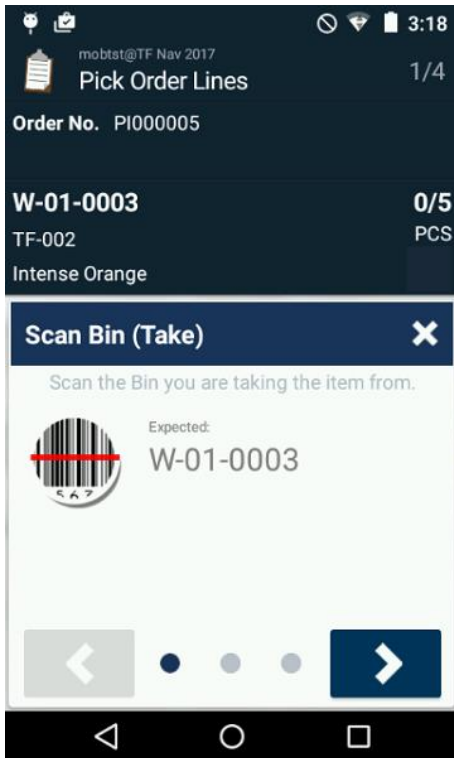 3:18
mobtst@TF Nav 2017
Pick Order Lines 1/4
Order No. PI000005
W-01-0003 0/5
TF-002 PCS
Intense Orange
Scan Bin (Take)
Scan the Bin you are taking the item from.
Expected:
W-01-0003
567